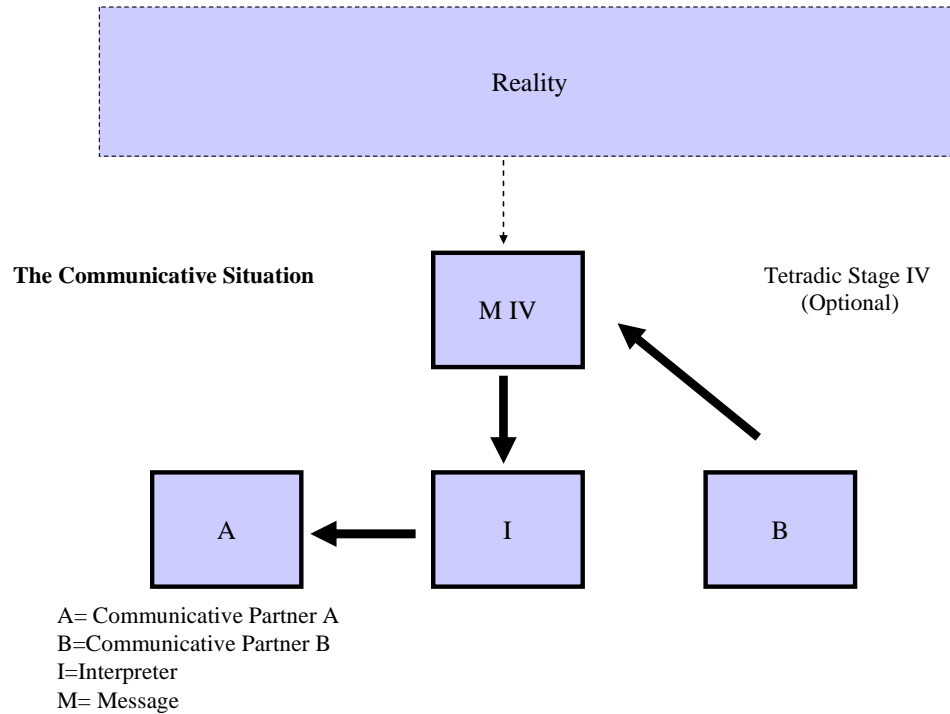 Reality
The Communicative Situation
Tetradic Stage IV
(Optional)
M IV
A
I
B
A= Communicative Partner A
B=Communicative Partner B
I=Interpreter
M= Message